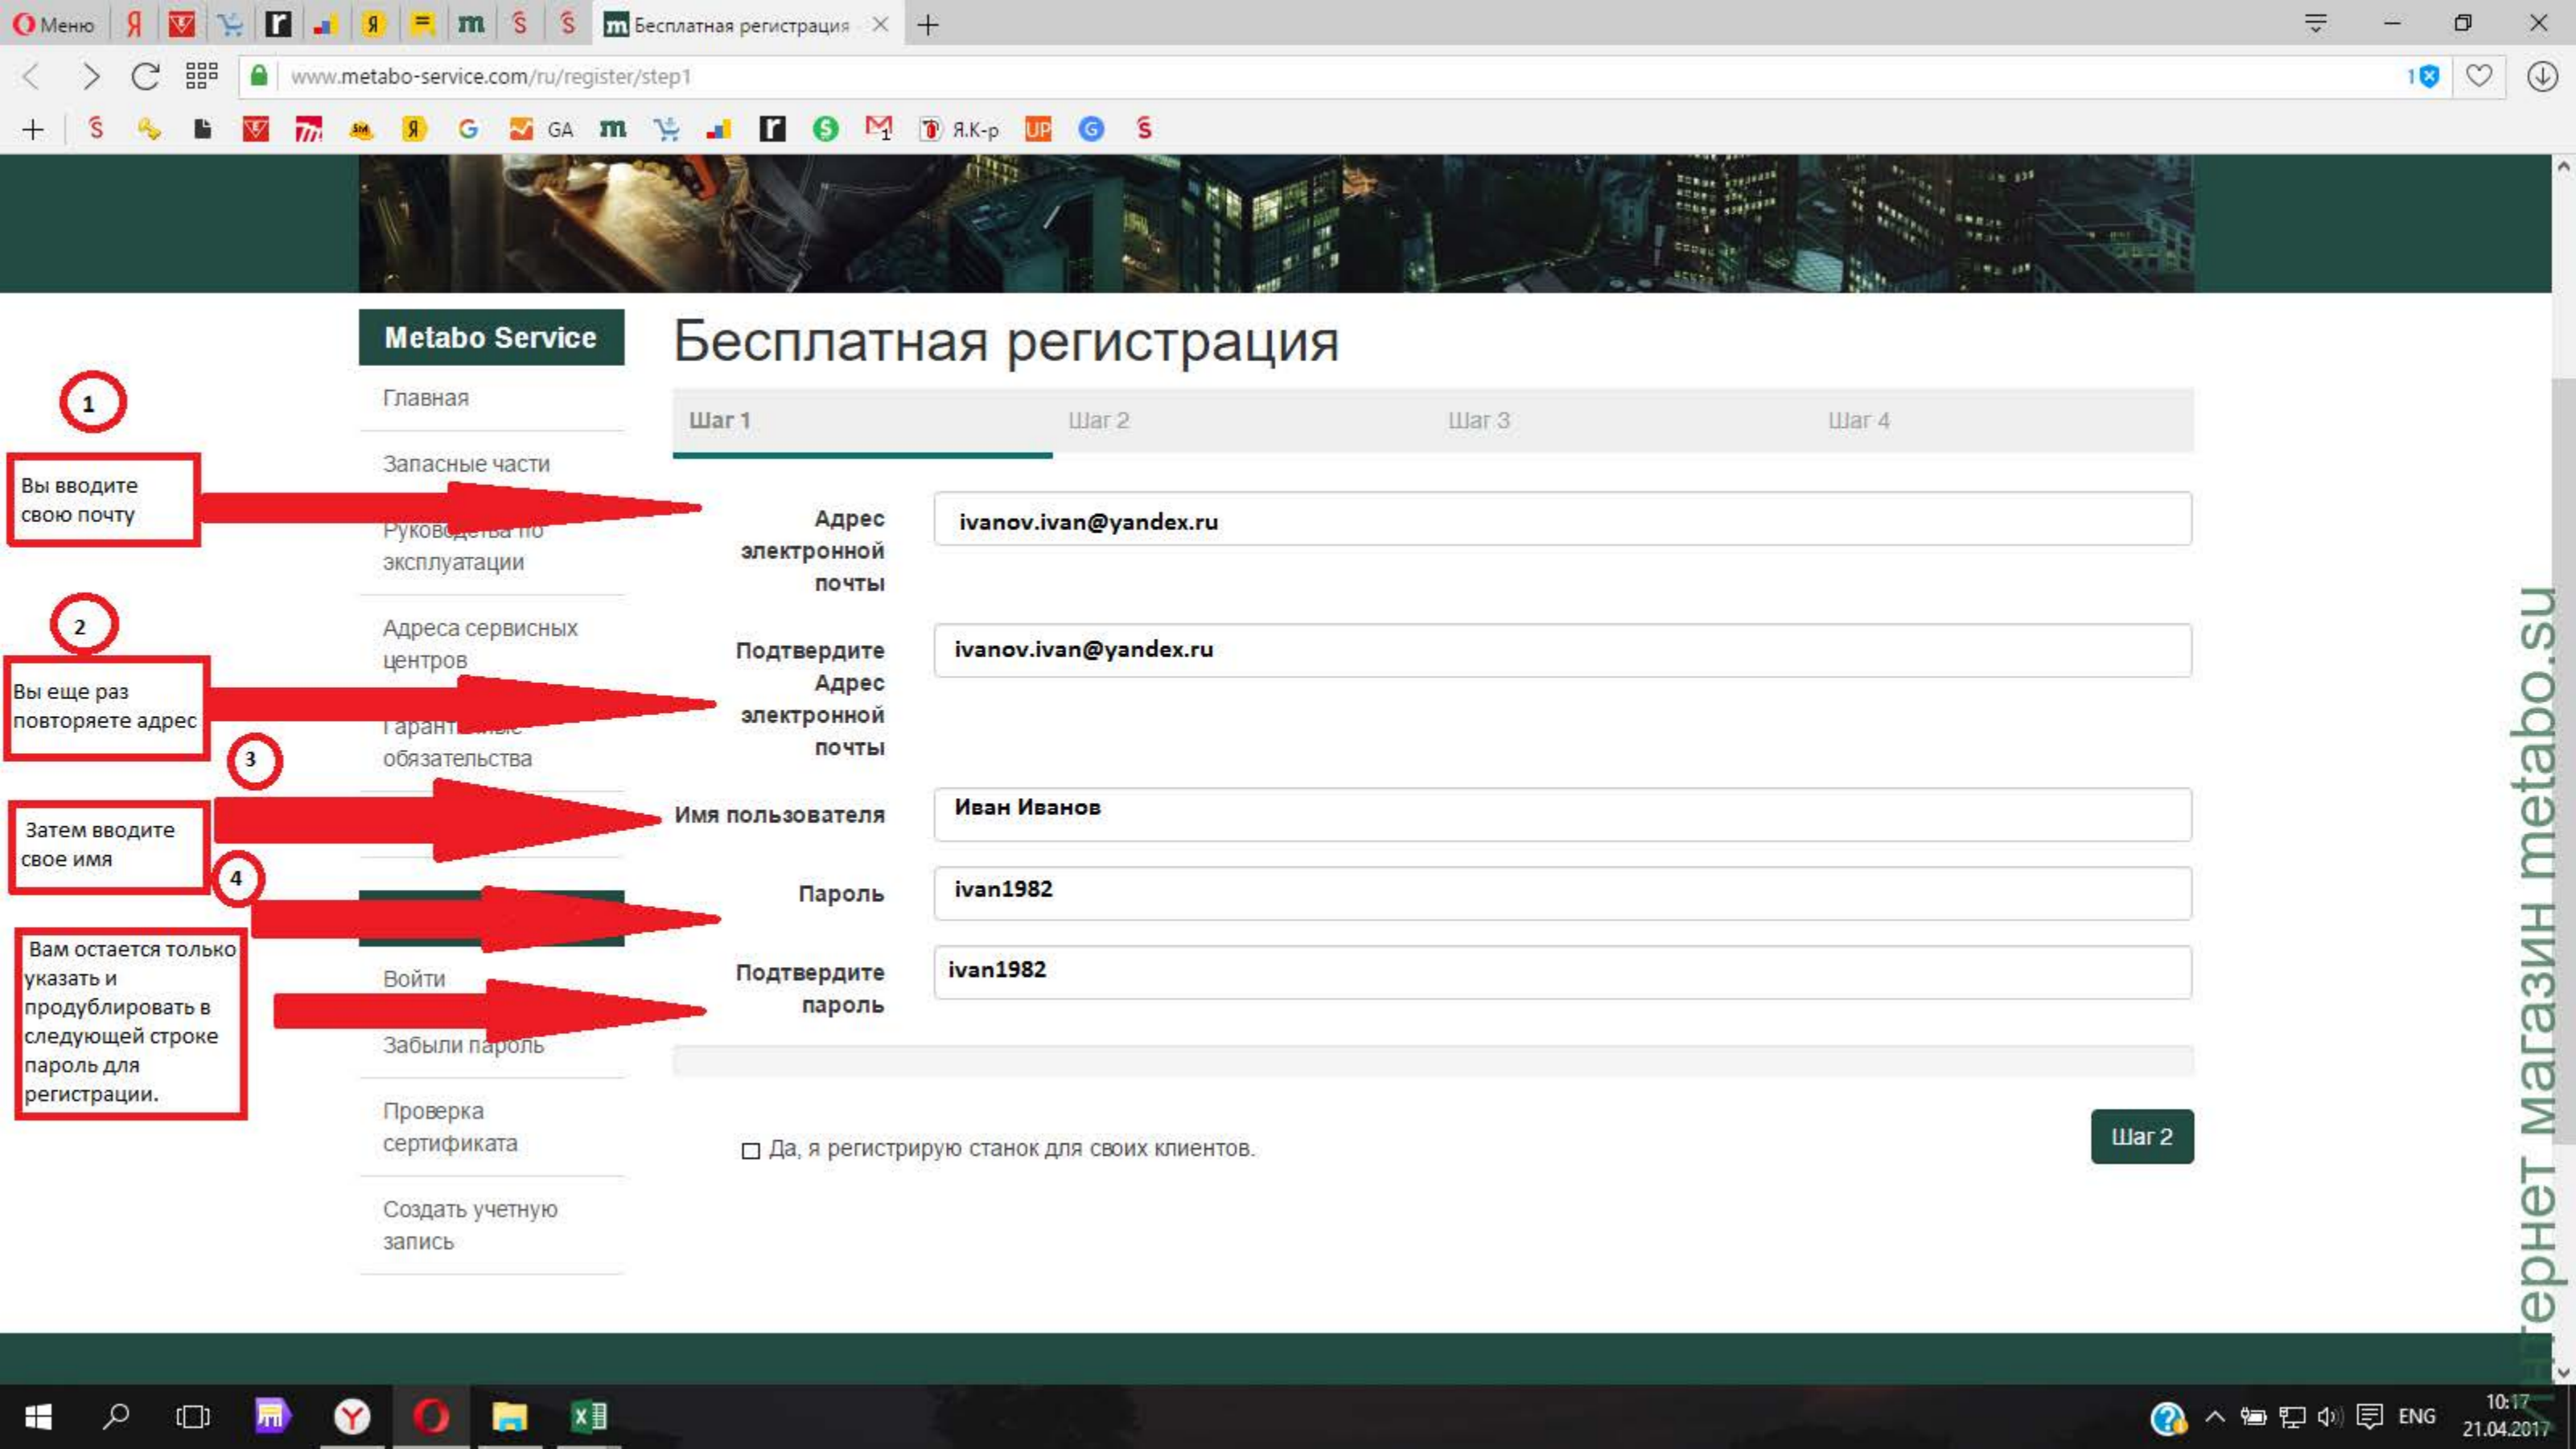 Меню
Бесплатная регистрация
www.metabo-service.com/ru/register/step1
1
GA
Я.К-р
UP
Metabo Service
Главная
Запасные части
Руководства по
эксплуатации
Адреса сервисных
центров
обязательства
Войти
Забыли пароль
Проверка
сертификата
Создать учетную
запись
1
Вы вводите
свою почту
2
Вы еще раз
повторяете адрес
3
Затем вводите
свое имя
4
Вам остается только
указать и
продублировать в
следующей строке
пароль для
регистрации.
Бесплатная регистрация
Шаг 1 Шаг 2 Шаг 3 Шаг 4
Адрес
электронной
почты
ivanov.ivan@yandex.ru
Подтвердите
Адрес
электронной
почты
ivanov.ivan@yandex.ru
Имя пользователя
Иван Иванов
Пароль
ivan1982
Подтвердите
пароль
ivan1982
Да, я регистрирую станок для своих клиентов.
Шаг 2
Интернет магазин metabo.su
ENG
10:17
21.04.2017